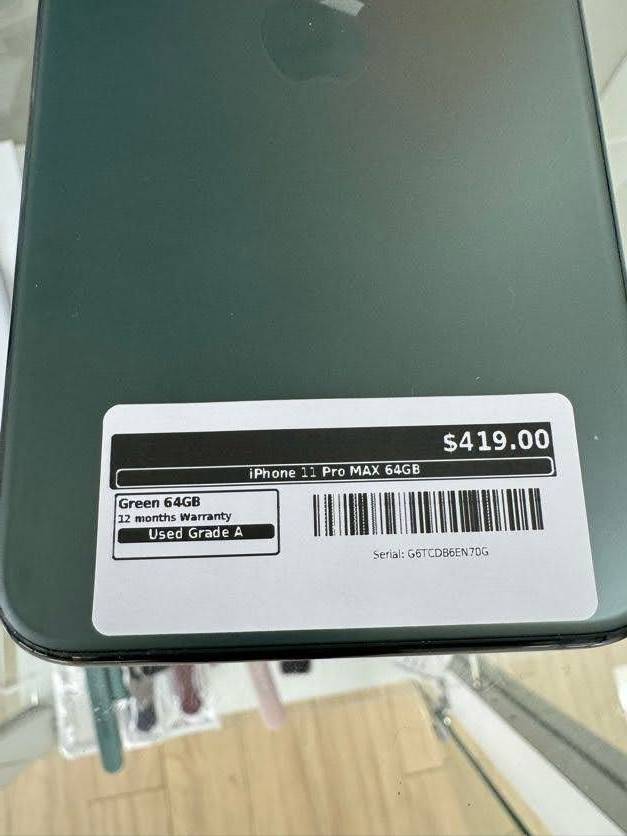 $419.00
iPhone 11 Pro MAX 64GB
Green 64GB
12 months Warranty
Used Grade A
Serial: G6TCDB6EN70G